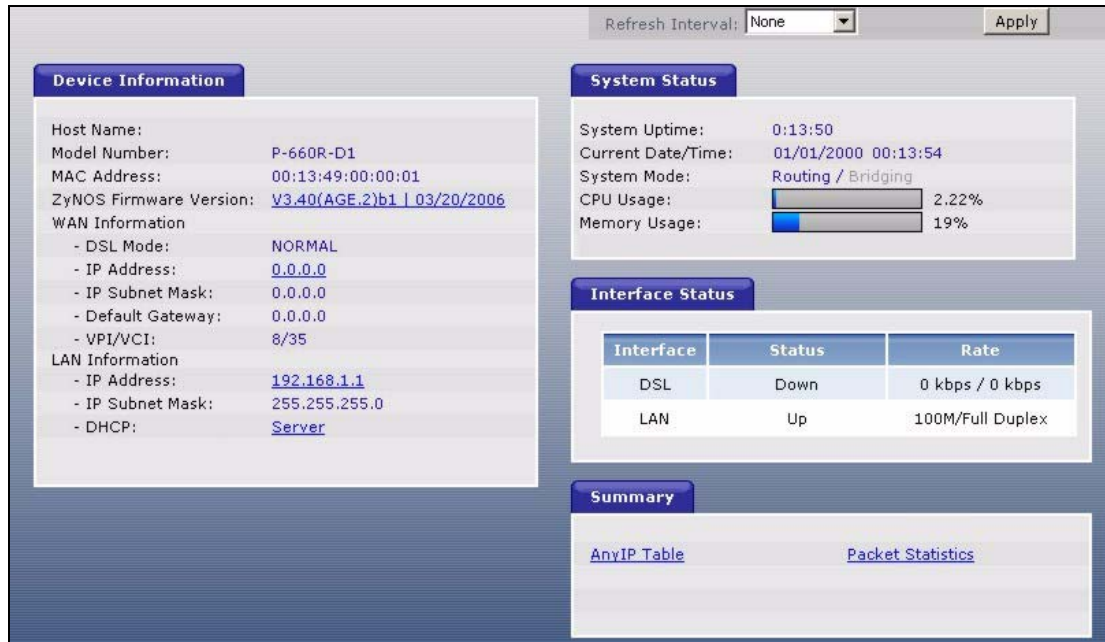 Refresh Interval: None Apply
Device Information
Host Name:
Model Number: P-660R-D1
MAC Address: 00:13:49:00:00:01
ZyNOS Firmware Version: V3.40(AGE.2)b1 | 03/20/2006
WAN Information
- DSL Mode: NORMAL
- IP Address: 0.0.0.0
- IP Subnet Mask: 0.0.0.0
- Default Gateway: 0.0.0.0
- VPI/VCI: 8/35
LAN Information
- IP Address: 192.168.1.1
- IP Subnet Mask: 255.255.255.0
- DHCP: Server
System Status
System Uptime: 0:13:50
Current Date/Time: 01/01/2000 00:13:54
System Mode: Routing / Bridging
CPU Usage: 2.22%
Memory Usage: 19%
Interface Status
Interface Status Rate
DSL Down 0 kbps / 0 kbps
LAN Up 100M/Full Duplex
Summary
AnyIP Table Packet Statistics